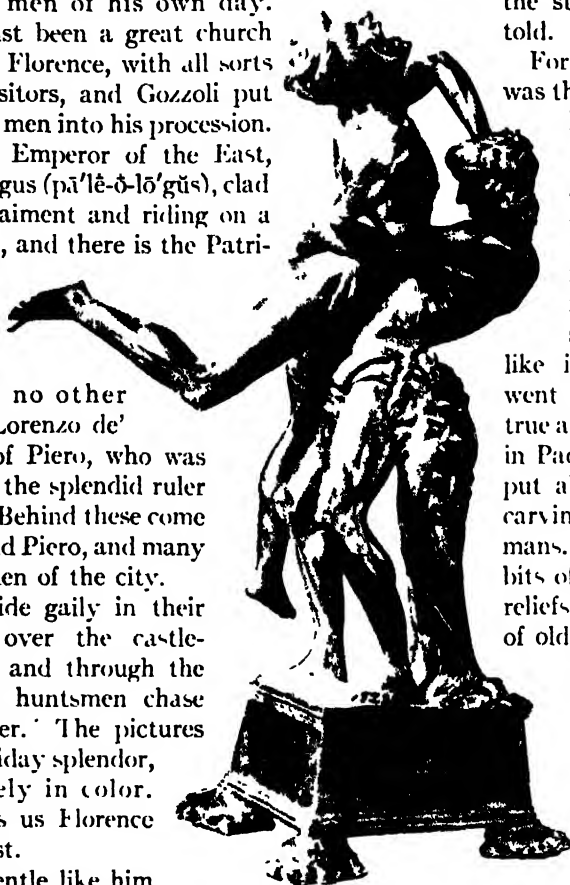 men of his own day.
st been a great church
Florence, with all sorts
sitors, and Gozzoli put
men into his procession.
Emperor of the East,
gus (pā'lê-ô-lō'gŭs), clad
aiment and riding on a
, and there is the Patri-
no other
Lorenzo de'
of Piero, who was
the splendid ruler
Behind these come
d Piero, and many
en of the city.
ide gaily in their
over the castle-
and through the
huntsmen chase
er. The pictures
iday splendor,
ely in color.
s us Florence
st.
entle like him
the st
told.
For
was th
like i
went
true a
in Pad
put a
carvin
mans.
bits of
reliefs
of old